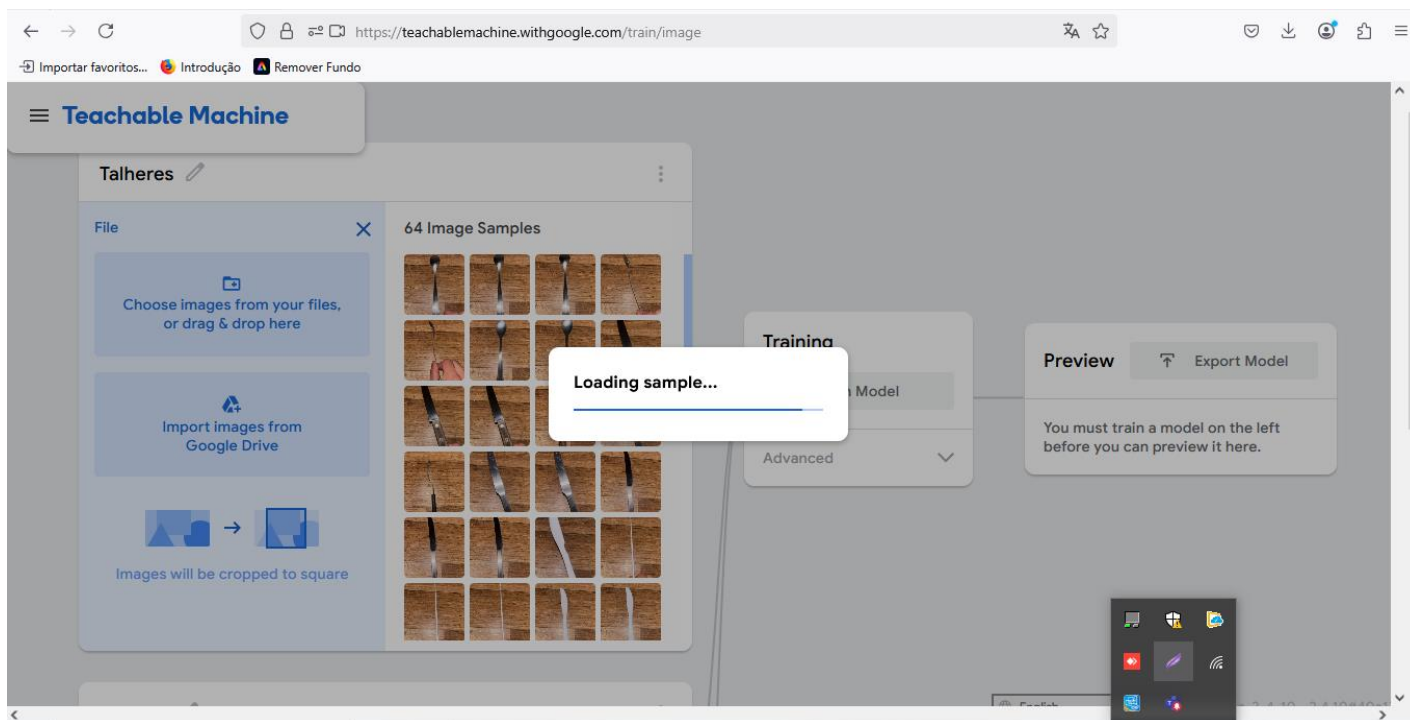 https://teachablemachine.withgoogle.com/train/image
Importar favoritos... Introdução Remover Fundo
Teachable Machine
Talheres
File
64 Image Samples
Choose images from your files,
or drag & drop here
Import images from
Google Drive
Images will be cropped to square
Loading sample...
Training
Model
Advanced
Preview
Export Model
You must train a model on the left
before you can preview it here.
English